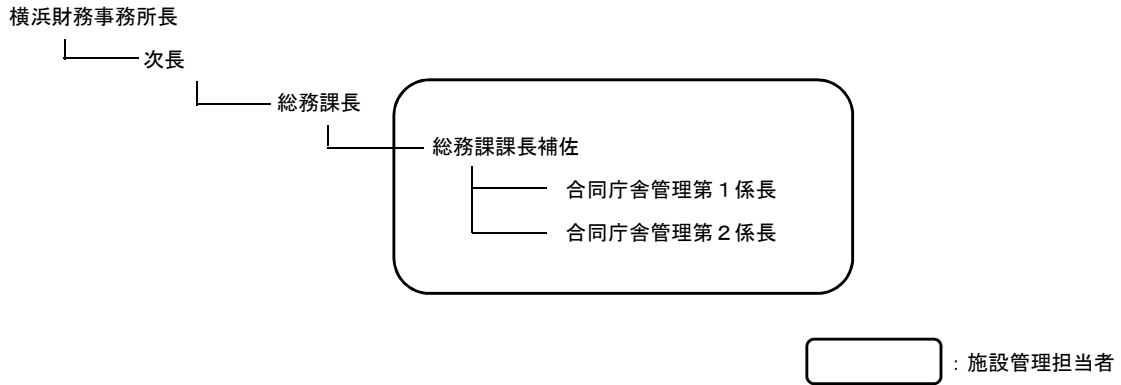 横浜財務事務所長
次長
総務課長
総務課課長補佐
合同庁舎管理第１係長
合同庁舎管理第２係長
：施設管理担当者